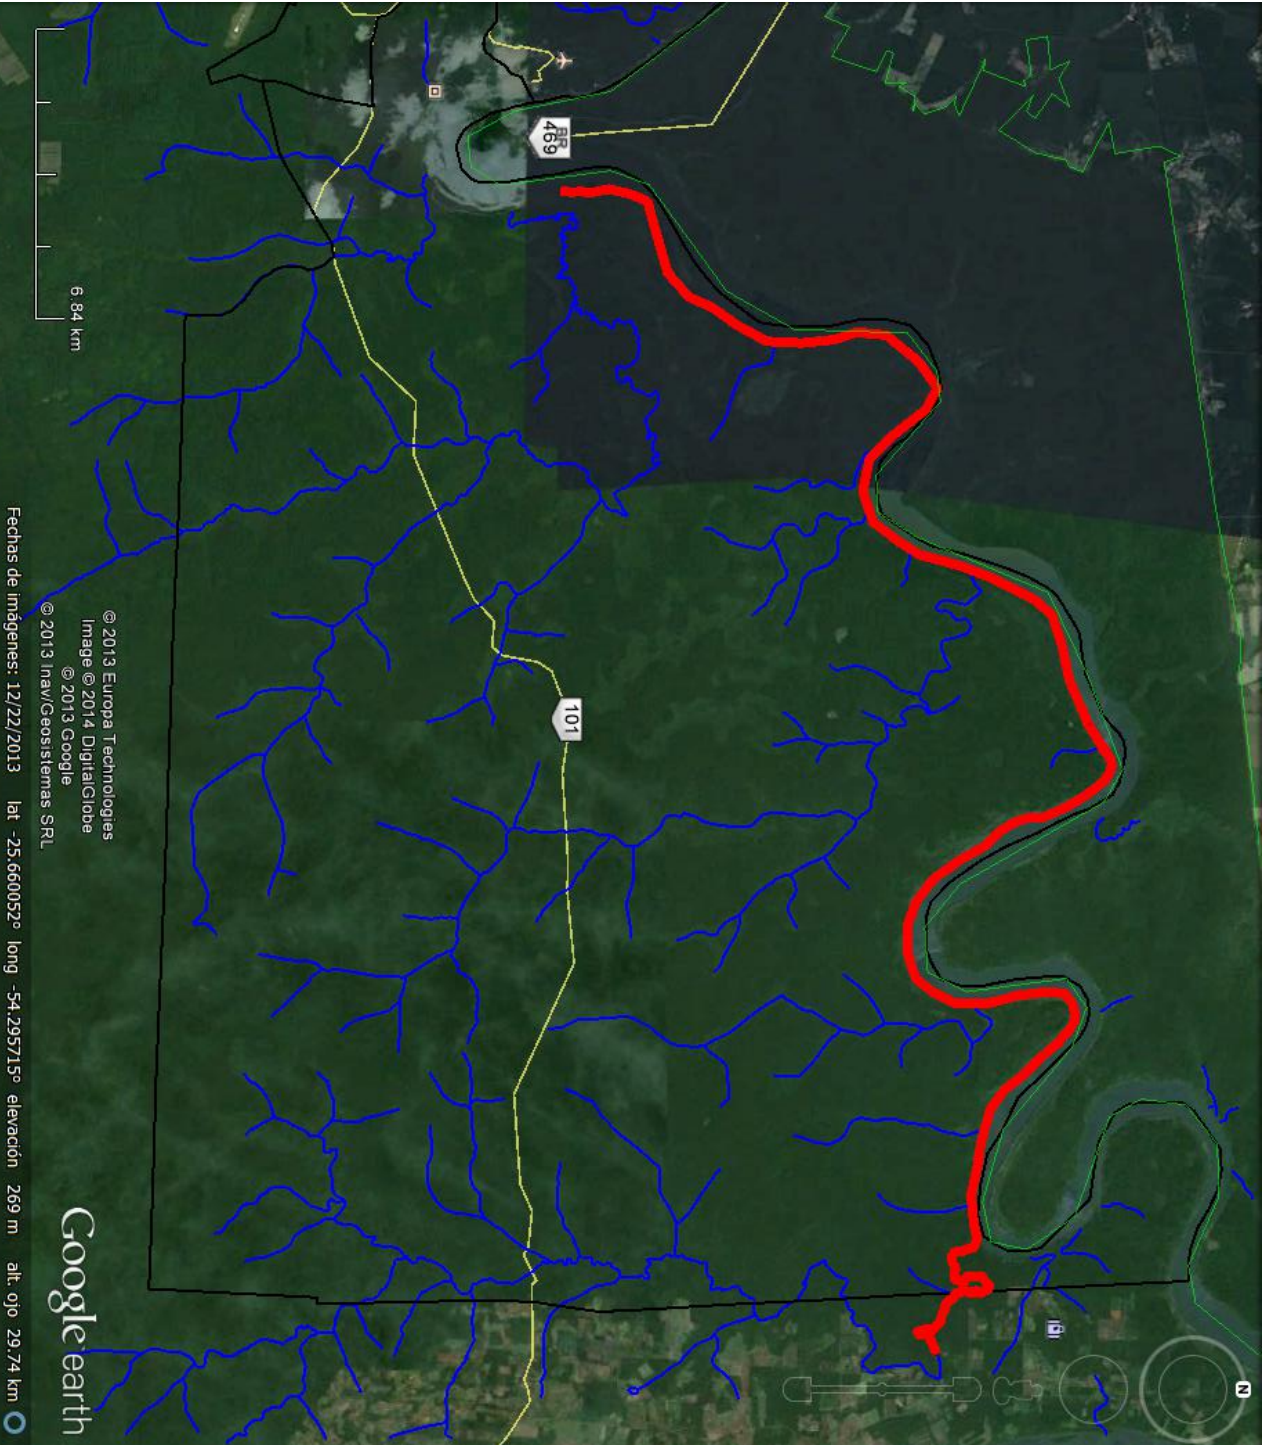 N
BR
469
101
6.84 km
© 2013 Europa Technologies
Image © 2014 DigitalGlobe
© 2013 Google
© 2013 Inav/Geosistemas SRL
Google earth
Fechas de imágenes: 12/22/2013 lat -25.660052° long -54.295715° elevación 269 m alt. ojo 29.74 km